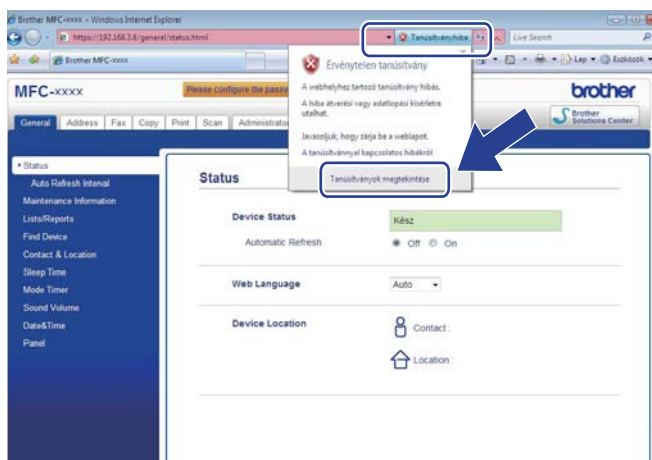 Brother MFC-xxxx - Windows Internet Explorer
https://192.168.3.8/general/status.html
Tanúsítványhiba
Live Search
Brother MFC-xxxx
Lap
Eszközök
MFC-xxxx
Please configure the passw
brother
General Address Fax Copy Print Scan Administrator
Brother
Solutions Center
Érvénytelen tanúsítvány
A webhelyhez tartozó tanúsítvány hibás.
A hiba átverési vagy adatlopási kísérletre
utalhat.
Javasoljuk, hogy zárja be a weblapot.
A tanúsítvánnyal kapcsolatos hibákról
Tanúsítványok megtekintése
Status
Auto Refresh Interval
Maintenance Information
Lists/Reports
Find Device
Contact & Location
Sleep Time
Mode Timer
Sound Volume
Date&Time
Panel
Status
Device Status
Kész
Automatic Refresh
Off On
Web Language
Auto
Device Location
Contact :
Location :